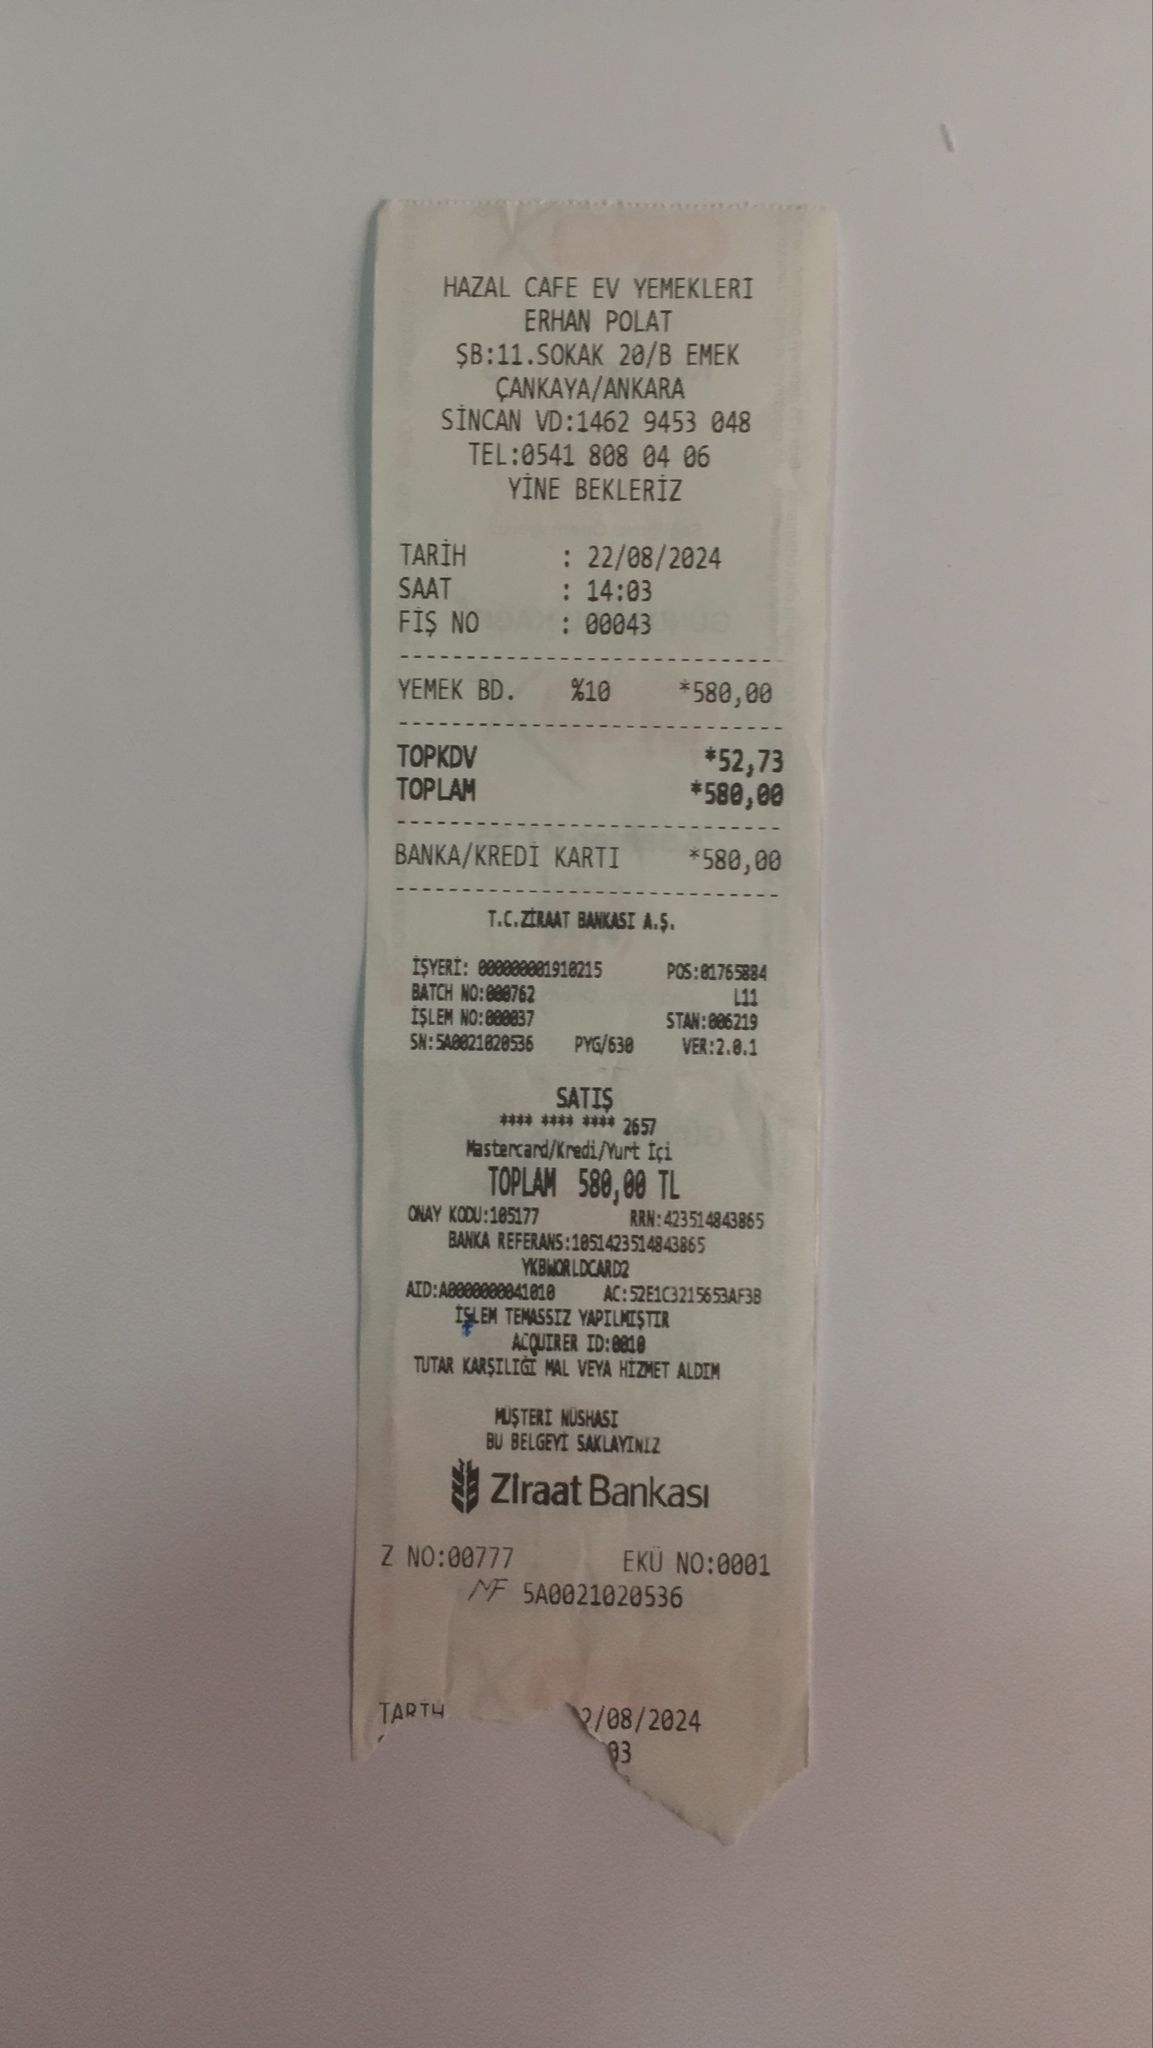 HAZAL CAFE EV YEMEKLERİ
ERHAN POLAT
ŞB:11.SOKAK 20/B EMEK
ÇANKAYA/ANKARA
SİNCAN VD:1462 9453 048
TEL:0541 808 04 06
YİNE BEKLERİZ
TARİH : 22/08/2024
SAAT : 14:03
FİŞ NO : 00043
YEMEK BD. %10 *580,00
TOPKDV *52,73
TOPLAM *580,00
BANKA/KREDİ KARTI *580,00
T.C.ZİRAAT BANKASI A.Ş.
İŞYERİ: 000000001910215 POS:01765884
BATCH NO:000762 L11
İŞLEM NO:000037 STAN:006219
SN:5A0021020536 PYG/630 VER:2.0.1
SATIŞ
**** **** **** 2657
Mastercard/Kredi/Yurt İçi
TOPLAM 580,00 TL
ONAY KODU:105177 RRN:423514843865
BANKA REFERANS:1051423514843865
YKBWORLDCARD2
AID:A0000000041010 AC:52E1C3215653AF3B
İŞLEM TEMASSIZ YAPILMIŞTIR
ACQUIRER ID:0010
TUTAR KARŞILIĞI MAL VEYA HİZMET ALDIM
MÜŞTERİ NÜSHASI
BU BELGEYİ SAKLAYINIZ
Ziraat Bankası
Z NO:00777 EKÜ NO:0001
MF 5A0021020536
TARİH 2/08/2024
03